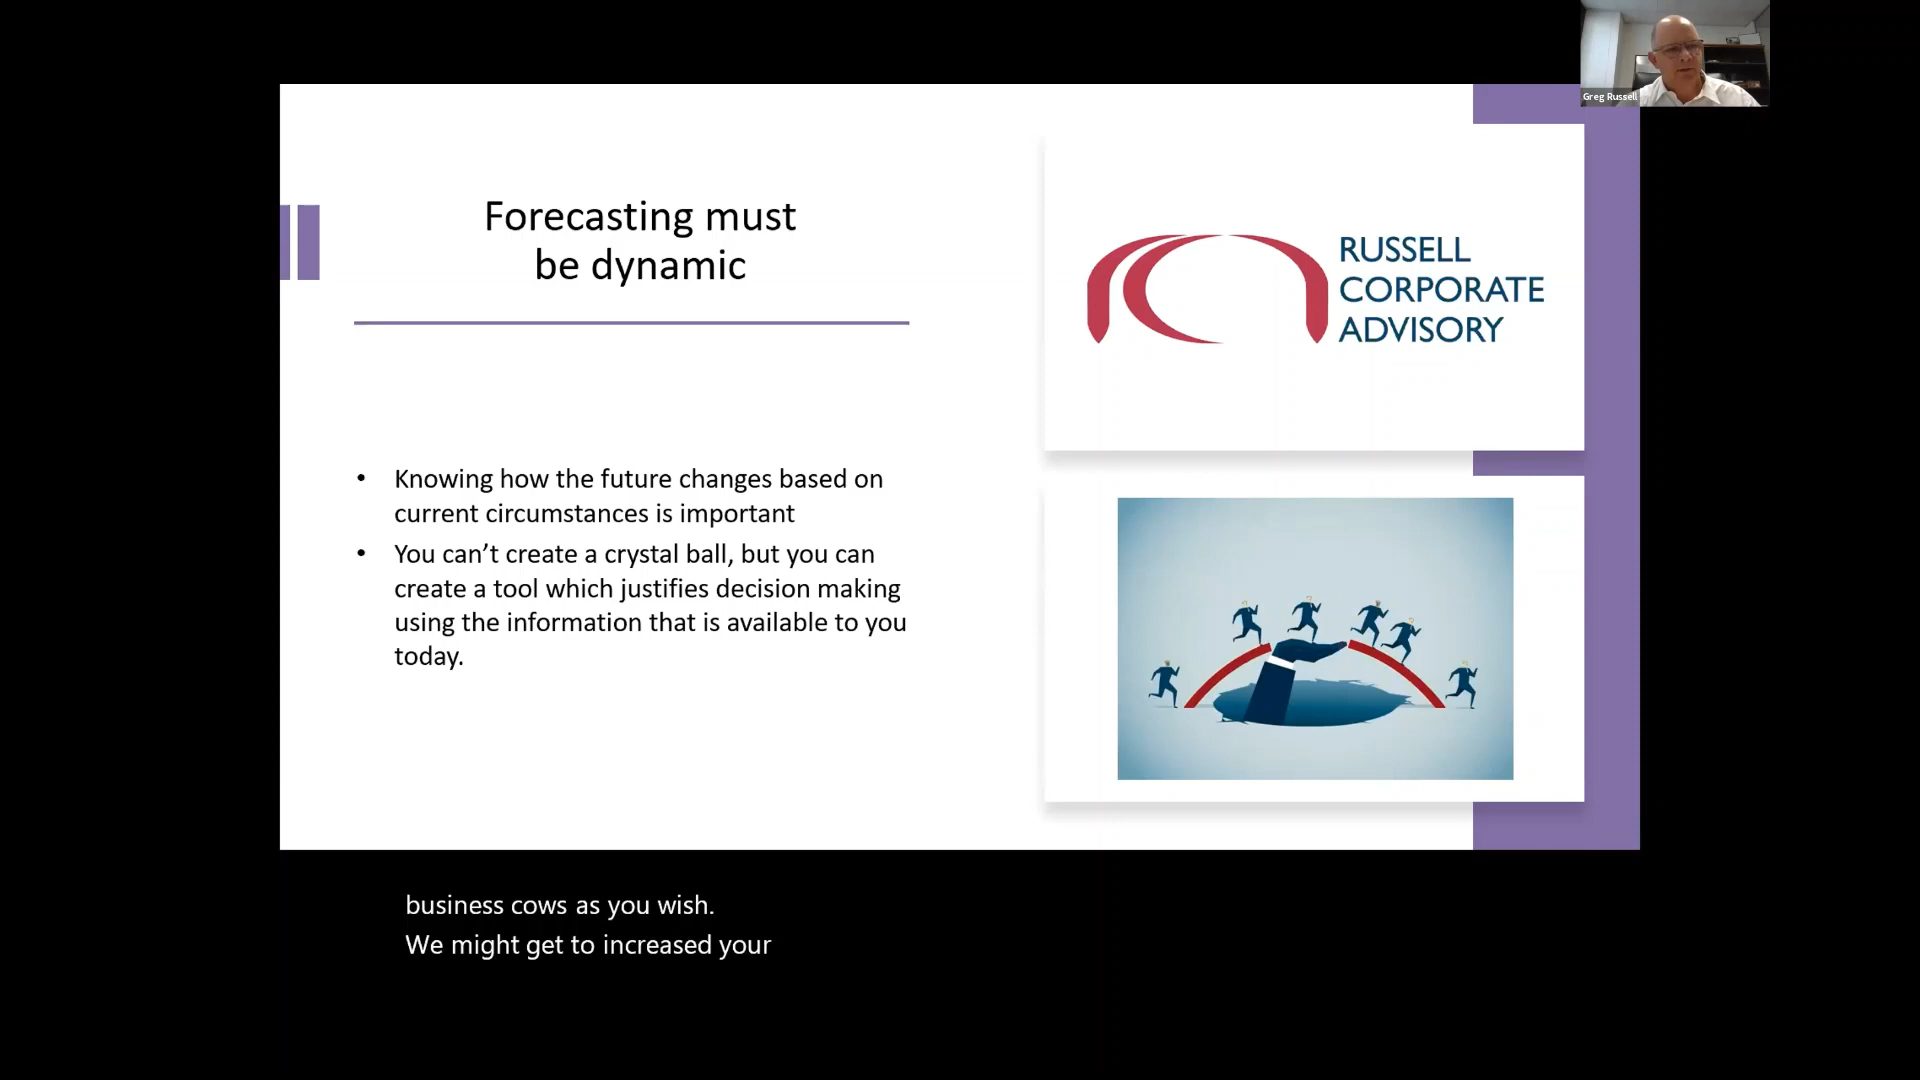 Greg Russell
Forecasting must
be dynamic
RUSSELL
CORPORATE
ADVISORY
• Knowing how the future changes based on
current circumstances is important
• You can’t create a crystal ball, but you can
create a tool which justifies decision making
using the information that is available to you
today.
business cows as you wish.
We might get to increased your